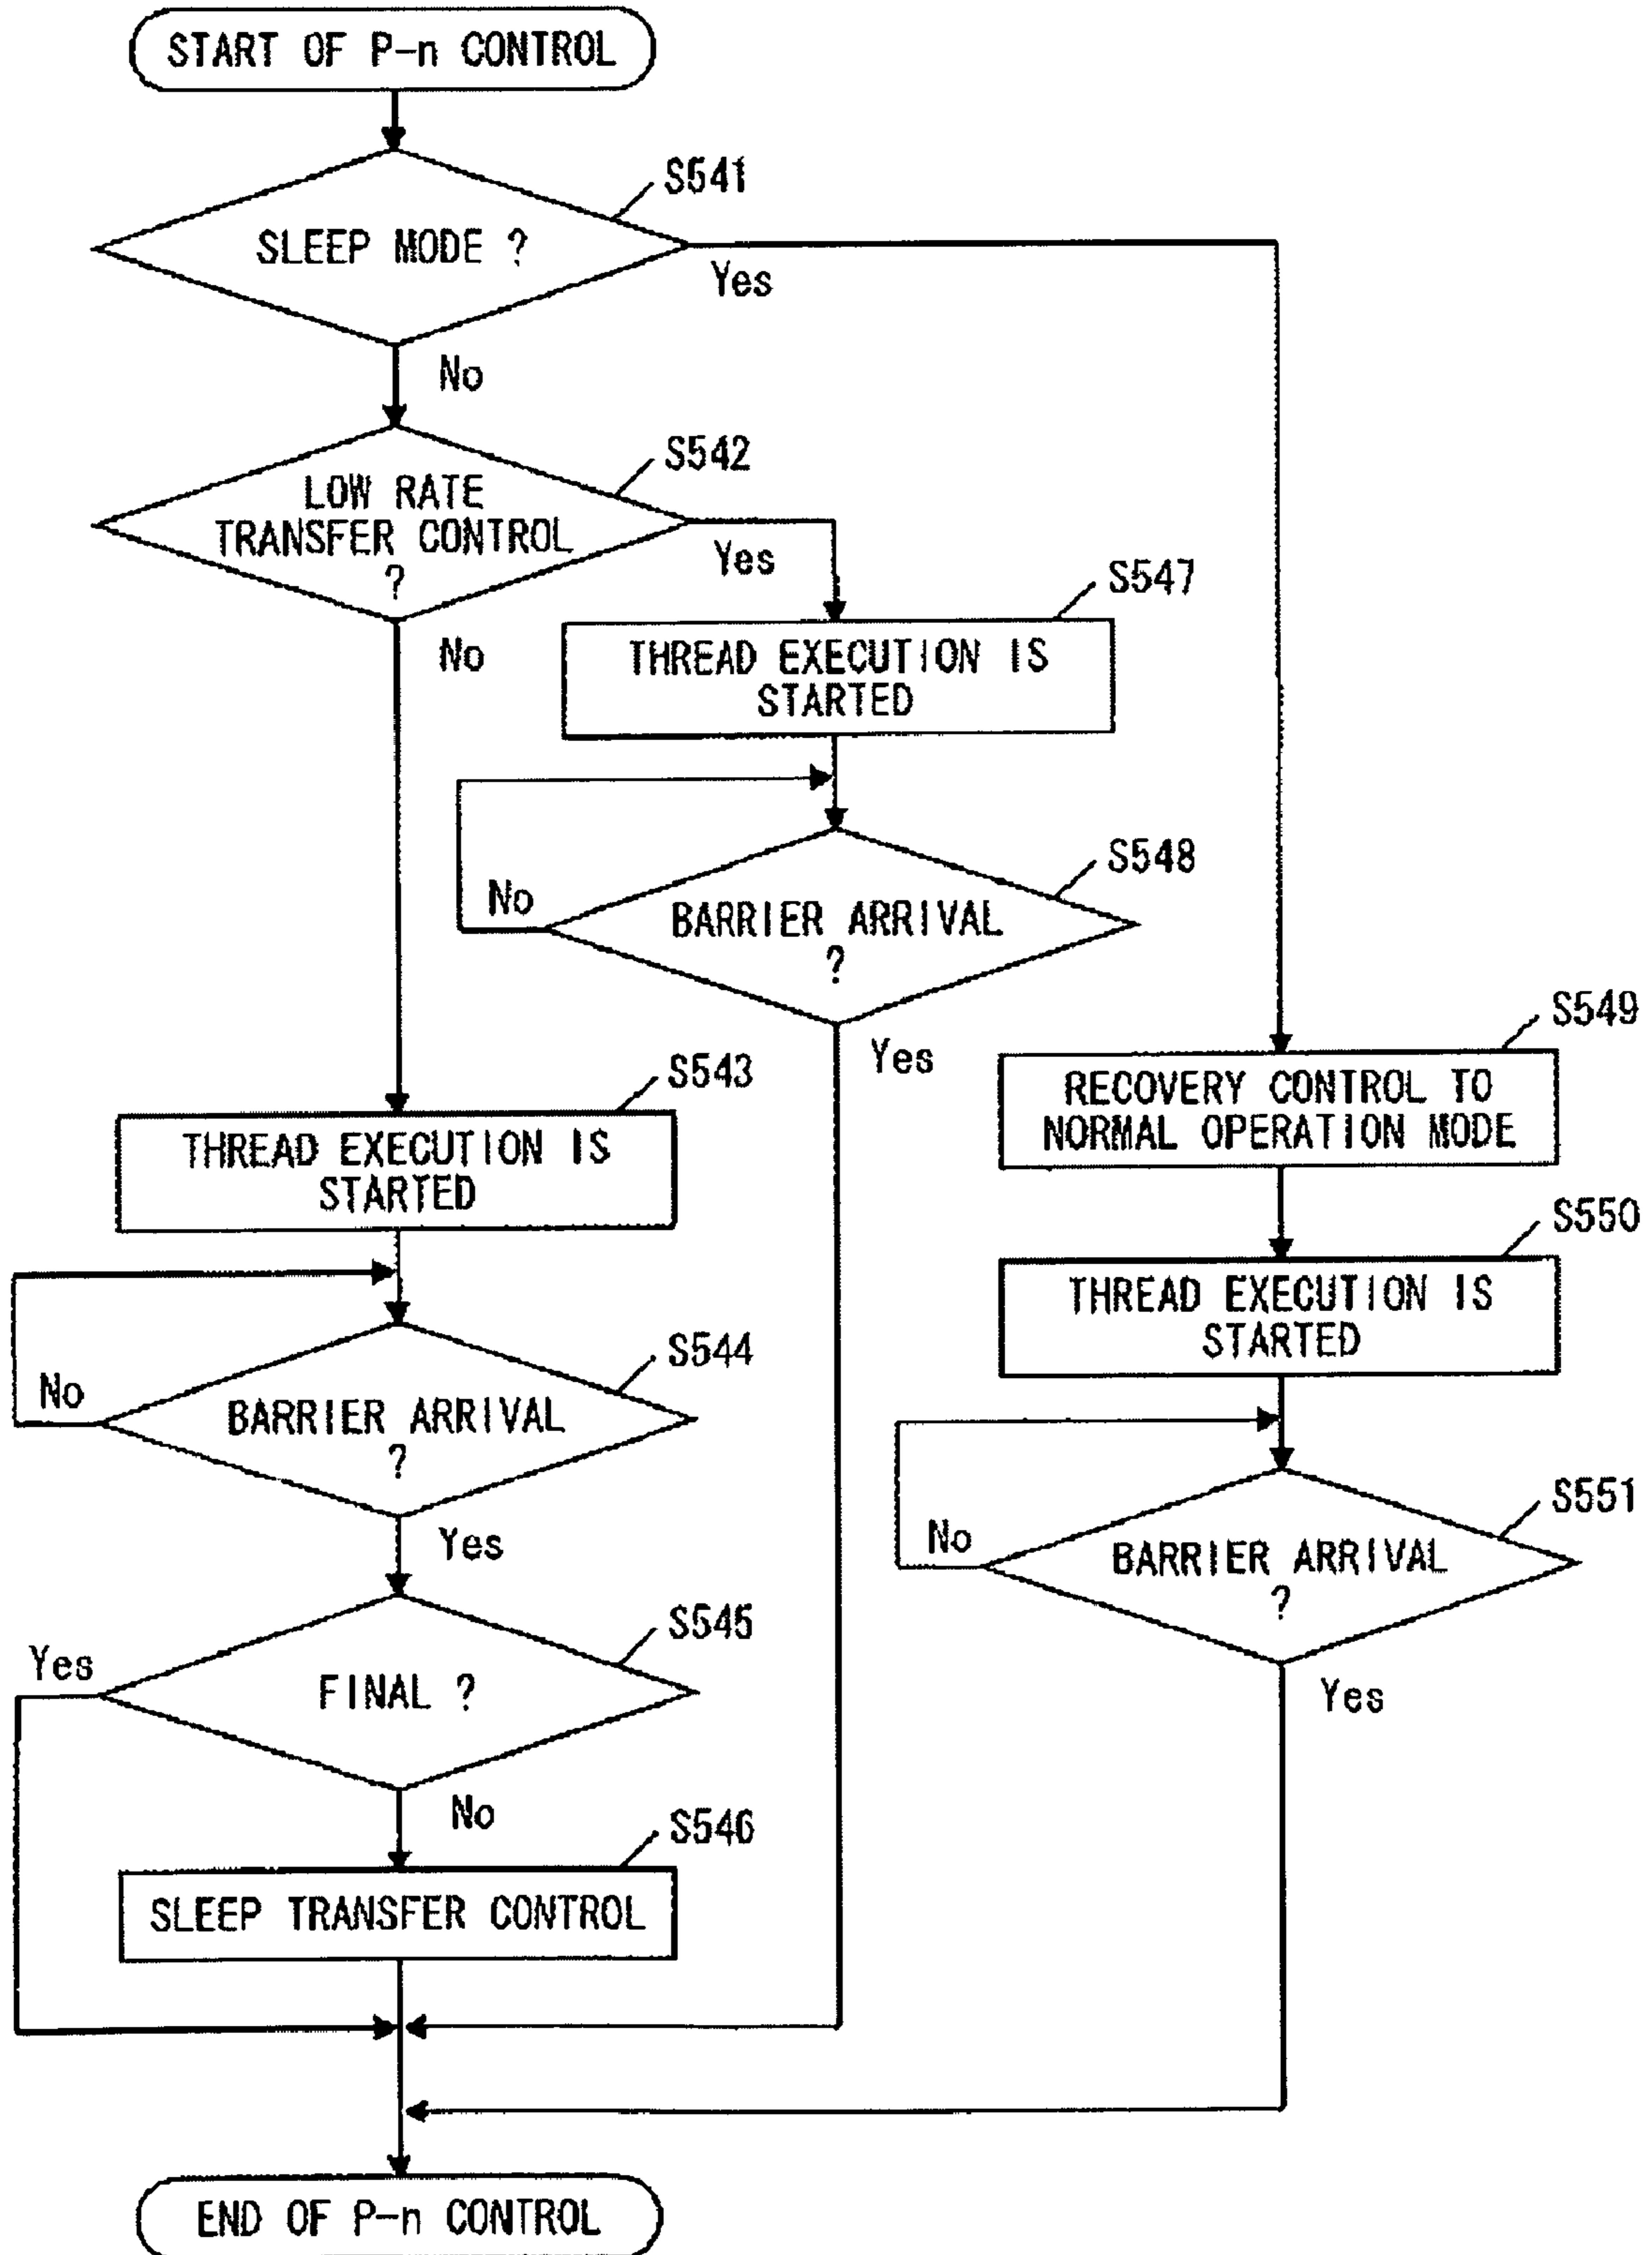 START OF P-n CONTROL
S541
SLEEP MODE ?
Yes
No
S542
LOW RATE
TRANSFER CONTROL
?
Yes
No
S547
THREAD EXECUTION IS
STARTED
S548
No
BARRIER ARRIVAL
?
Yes
S549
RECOVERY CONTROL TO
NORMAL OPERATION MODE
S543
THREAD EXECUTION IS
STARTED
S550
THREAD EXECUTION IS
STARTED
S544
No
BARRIER ARRIVAL
?
Yes
S551
No
BARRIER ARRIVAL
?
Yes
S545
Yes
FINAL ?
No
S546
SLEEP TRANSFER CONTROL
END OF P-n CONTROL